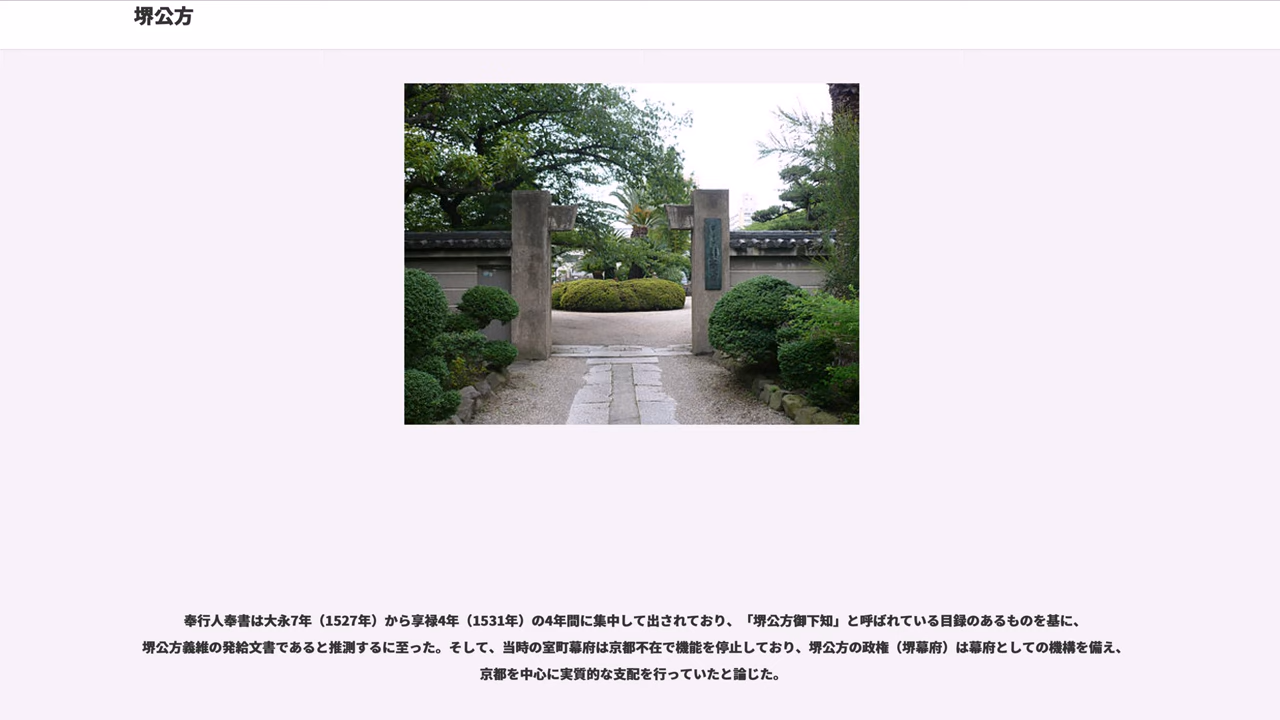 堺公方
奉行人奉書は大永7年（1527年）から享禄4年（1531年）の4年間に集中して出されており、「堺公方御下知」と呼ばれている目録のあるものを基に、
堺公方義維の発給文書であると推測するに至った。そして、当時の室町幕府は京都不在で機能を停止しており、堺公方の政権（堺幕府）は幕府としての機構を備え、
京都を中心に実質的な支配を行っていたと論じた。